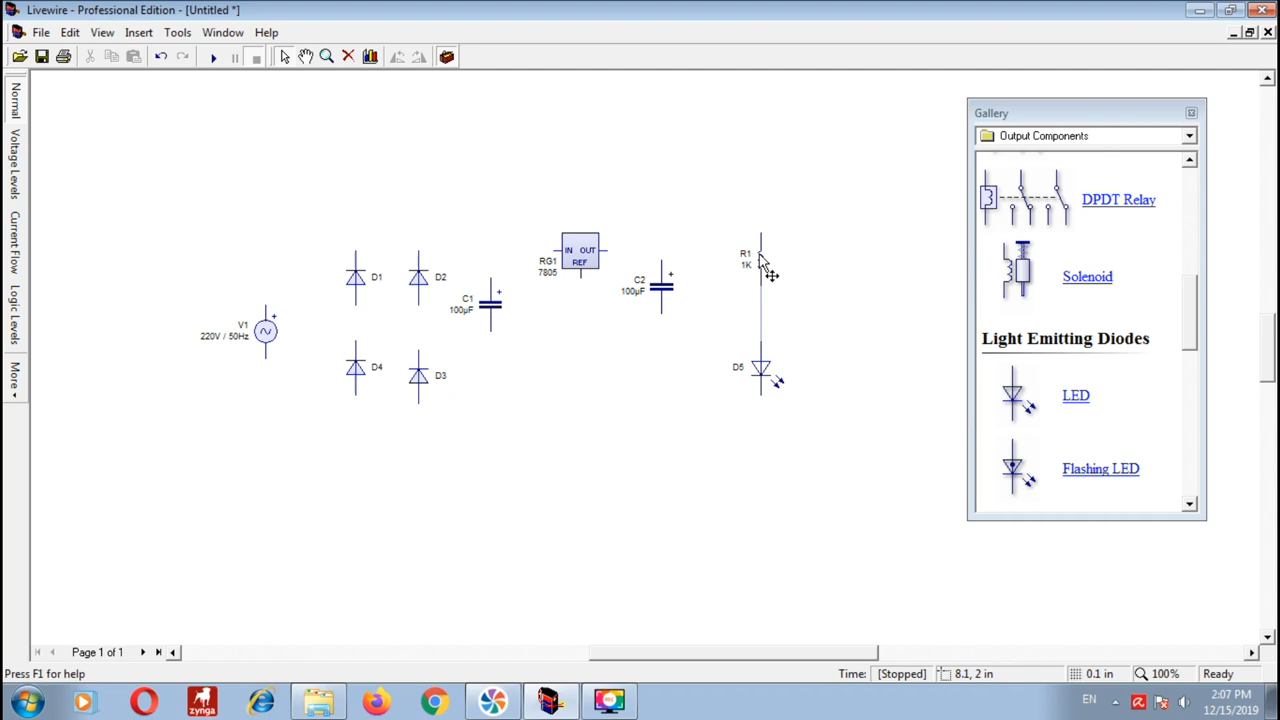 Livewire - Professional Edition - [Untitled *]
File Edit View Insert Tools Window Help
Normal
Voltage Levels
Current Flow
Logic Levels
More
V1
220V / 50Hz
D1
D2
D4
D3
C1
100µF
RG1
7805
IN OUT
REF
C2
100µF
R1
1K
D5
Gallery
Output Components
DPDT Relay
Solenoid
Light Emitting Diodes
LED
Flashing LED
Page 1 of 1
Press F1 for help
Time: [Stopped] 8.1, 2 in 0.1 in 100% Ready
zynga
REC
EN
2:07 PM
12/15/2019